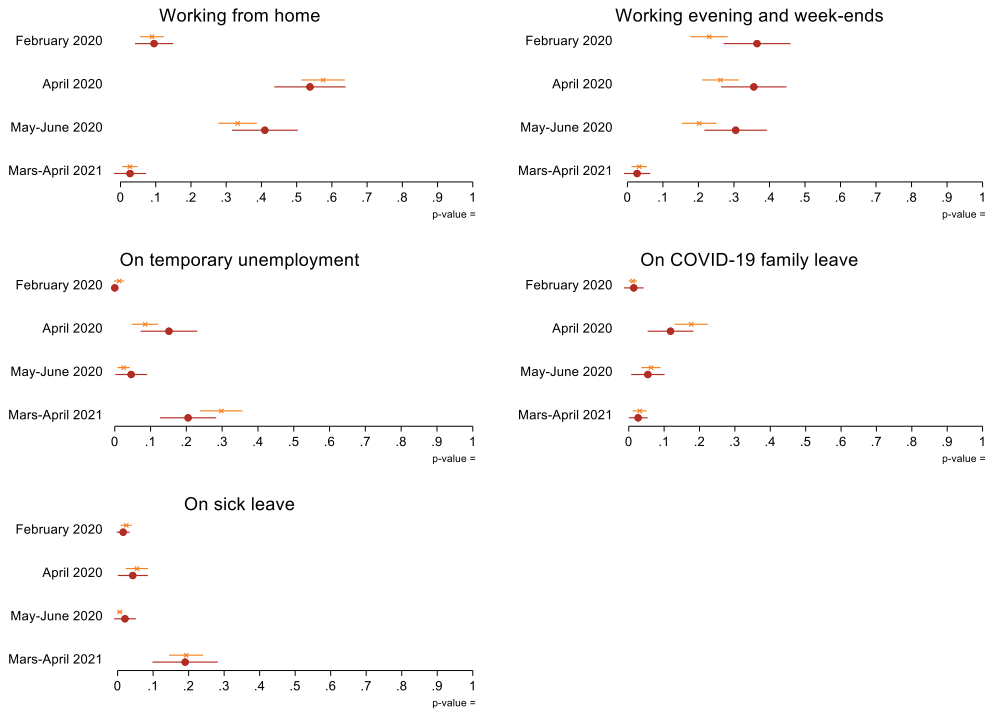 Working from home
February 2020
April 2020
May-June 2020
Mars-April 2021
0 .1 .2 .3 .4 .5 .6 .7 .8 .9 1
p-value =
Working evening and week-ends
February 2020
April 2020
May-June 2020
Mars-April 2021
0 .1 .2 .3 .4 .5 .6 .7 .8 .9 1
p-value =
On temporary unemployment
February 2020
April 2020
May-June 2020
Mars-April 2021
0 .1 .2 .3 .4 .5 .6 .7 .8 .9 1
p-value =
On COVID-19 family leave
February 2020
April 2020
May-June 2020
Mars-April 2021
0 .1 .2 .3 .4 .5 .6 .7 .8 .9 1
p-value =
On sick leave
February 2020
April 2020
May-June 2020
Mars-April 2021
0 .1 .2 .3 .4 .5 .6 .7 .8 .9 1
p-value =